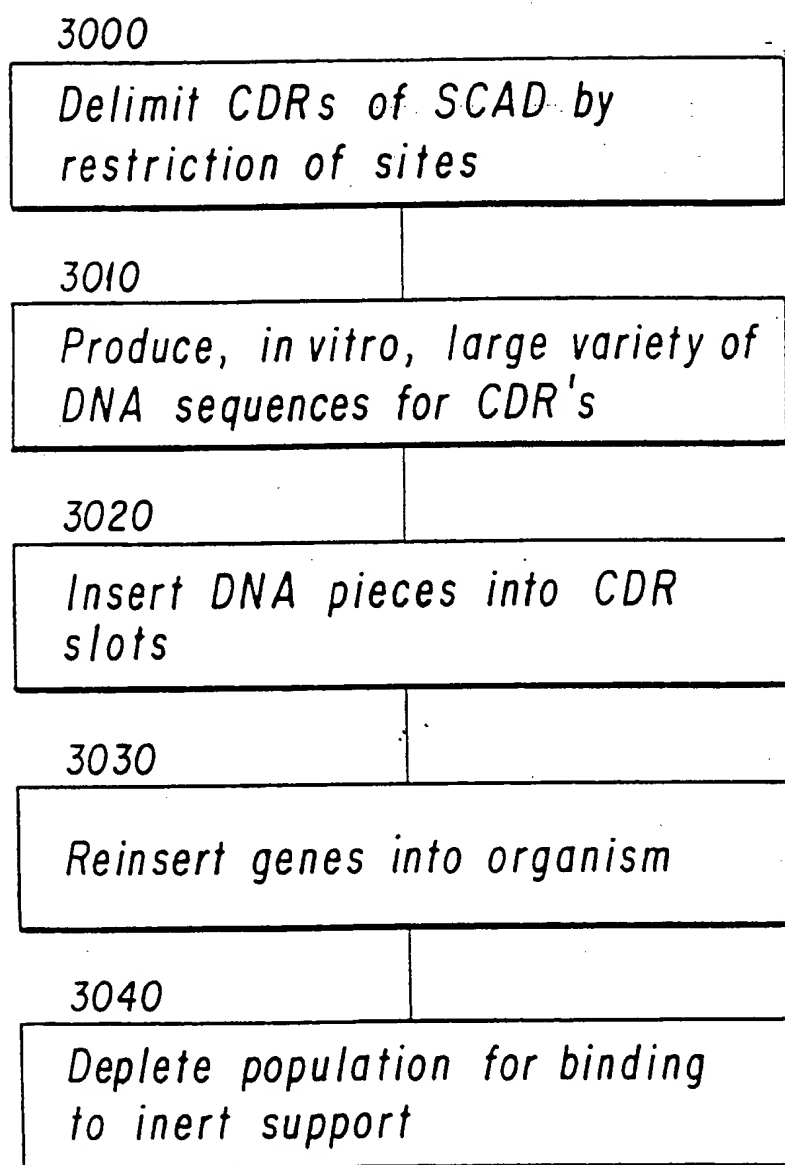 3000
Delimit CDRs of SCAD by
restriction of sites
3010
Produce, in vitro, large variety of
DNA sequences for CDR's
3020
Insert DNA pieces into CDR
slots
3030
Reinsert genes into organism
3040
Deplete population for binding
to inert support